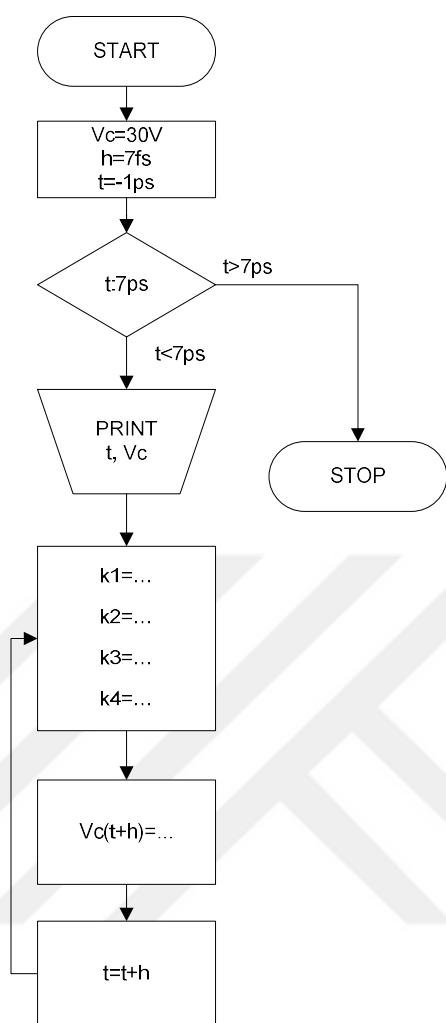 START
Vc=30V
h=7fs
t=-1ps
t:7ps
t>7ps
t<7ps
PRINT
t, Vc
STOP
k1=...
k2=...
k3=...
k4=...
Vc(t+h)=...
t=t+h